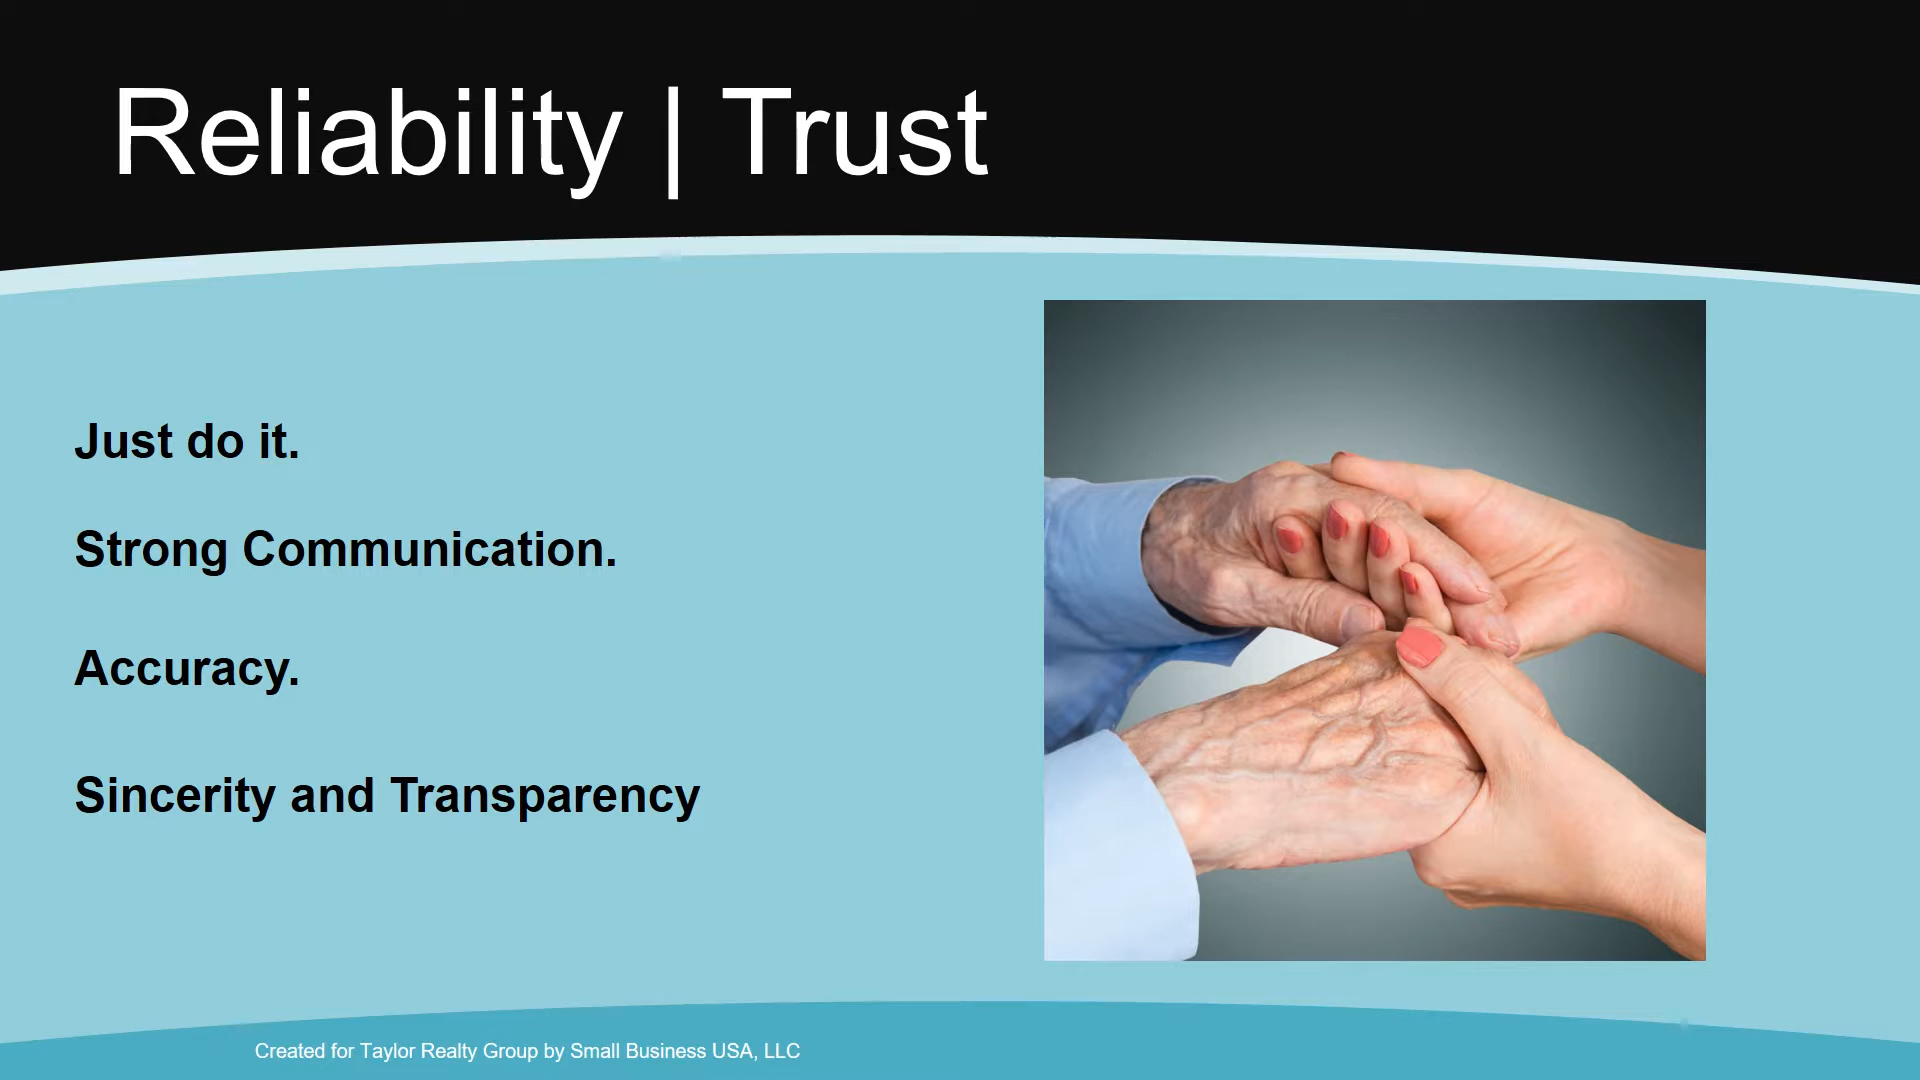 Reliability | Trust
Just do it.
Strong Communication.
Accuracy.
Sincerity and Transparency
Created for Taylor Realty Group by Small Business USA, LLC